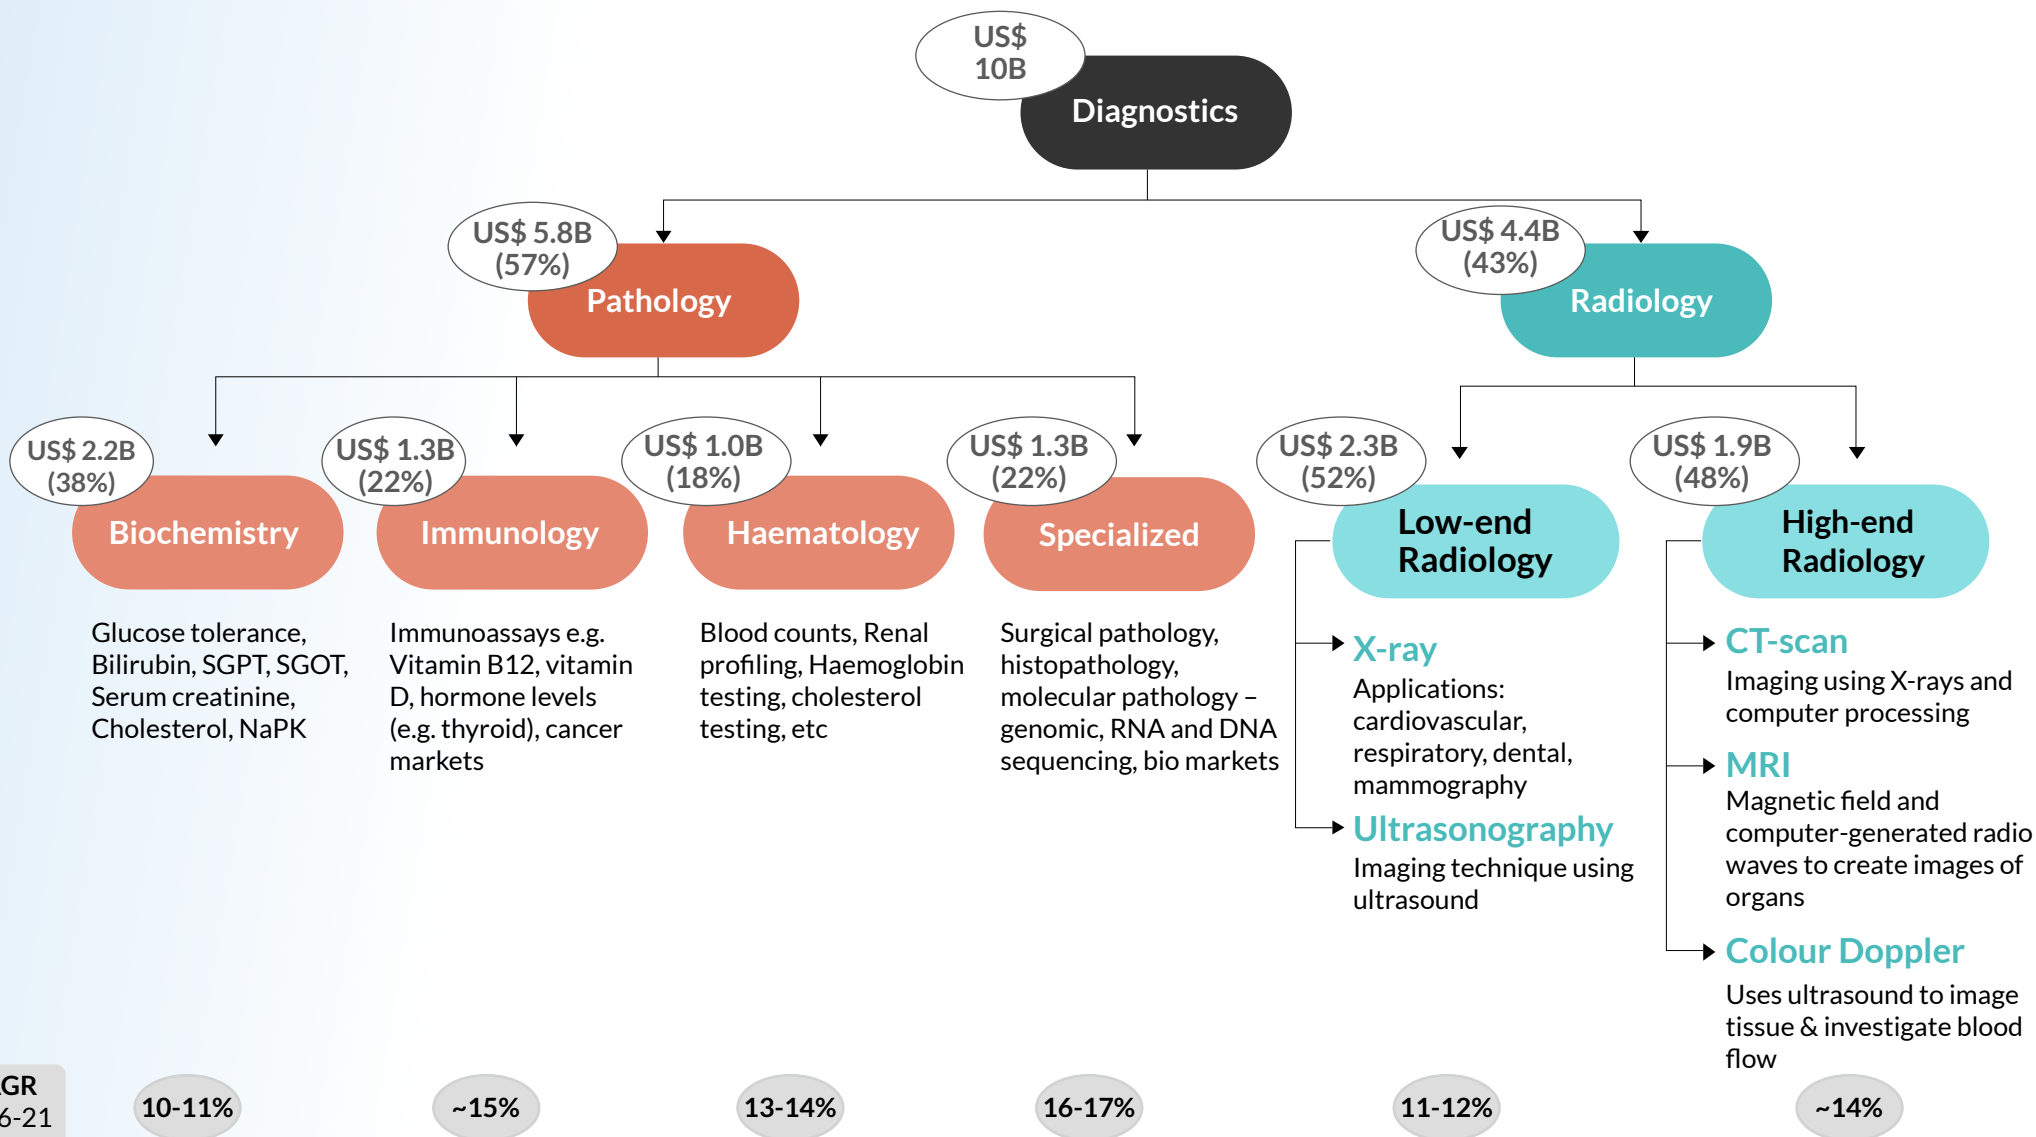 US$
10B
Diagnostics
US$ 5.8B
(57%)
Pathology
US$ 4.4B
(43%)
Radiology
US$ 2.2B
(38%)
Biochemistry
US$ 1.3B
(22%)
Immunology
US$ 1.0B
(18%)
Haematology
US$ 1.3B
(22%)
Specialized
US$ 2.3B
(52%)
Low-end
Radiology
US$ 1.9B
(48%)
High-end
Radiology
Glucose tolerance,
Bilirubin, SGPT, SGOT,
Serum creatinine,
Cholesterol, NaPK
Immunoassays e.g.
Vitamin B12, vitamin
D, hormone levels
(e.g. thyroid), cancer
markets
Blood counts, Renal
profiling, Haemoglobin
testing, cholesterol
testing, etc
Surgical pathology,
histopathology,
molecular pathology –
genomic, RNA and DNA
sequencing, bio markets
X-ray
Applications:
cardiovascular,
respiratory, dental,
mammography
Ultrasonography
Imaging technique using
ultrasound
CT-scan
Imaging using X-rays and
computer processing
MRI
Magnetic field and
computer-generated radio
waves to create images of
organs
Colour Doppler
Uses ultrasound to image
tissue & investigate blood
flow
GR
6-21
10-11%
~15%
13-14%
16-17%
11-12%
~14%